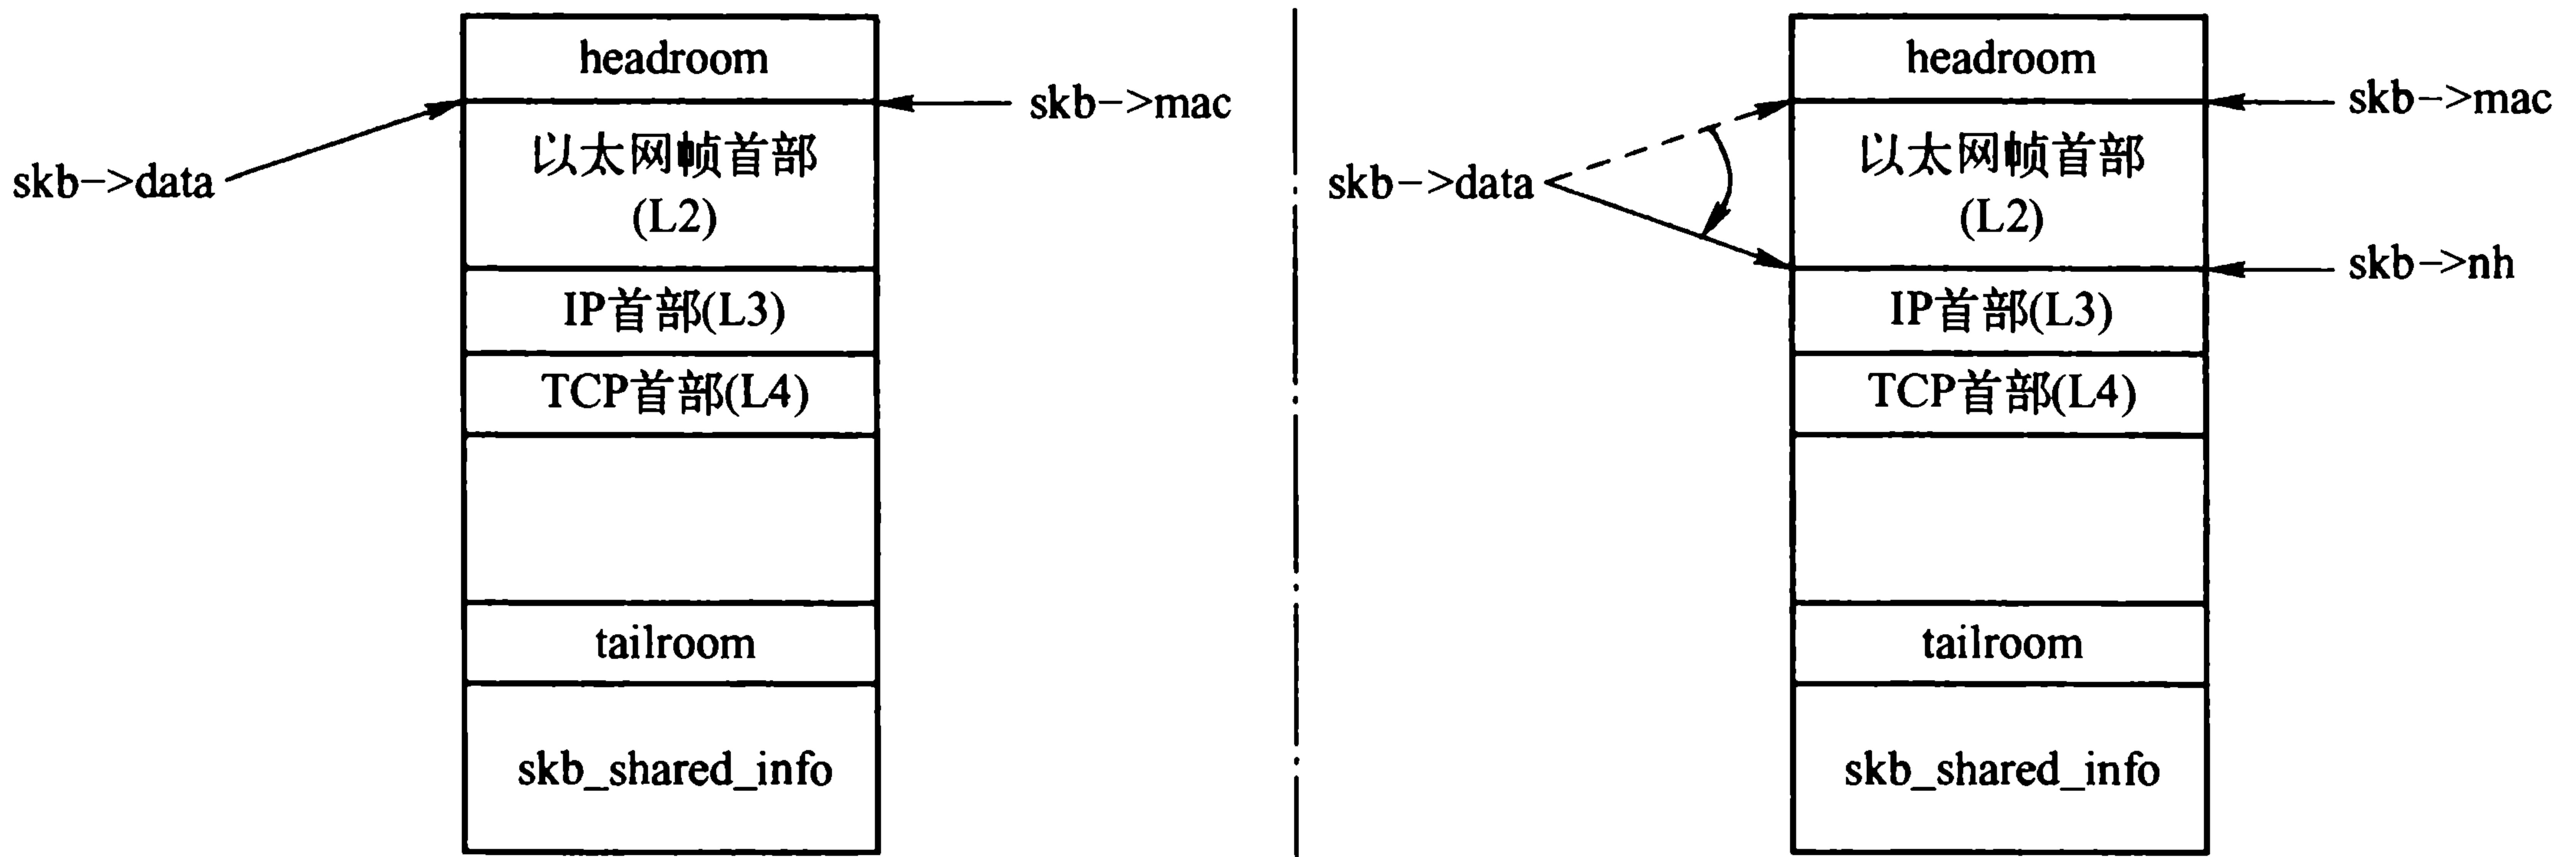 headroom
skb->mac
以太网帧首部
(L2)
skb->data
IP首部(L3)
TCP首部(L4)
tailroom
skb_shared_info
headroom
skb->mac
以太网帧首部
(L2)
skb->data
skb->nh
IP首部(L3)
TCP首部(L4)
tailroom
skb_shared_info